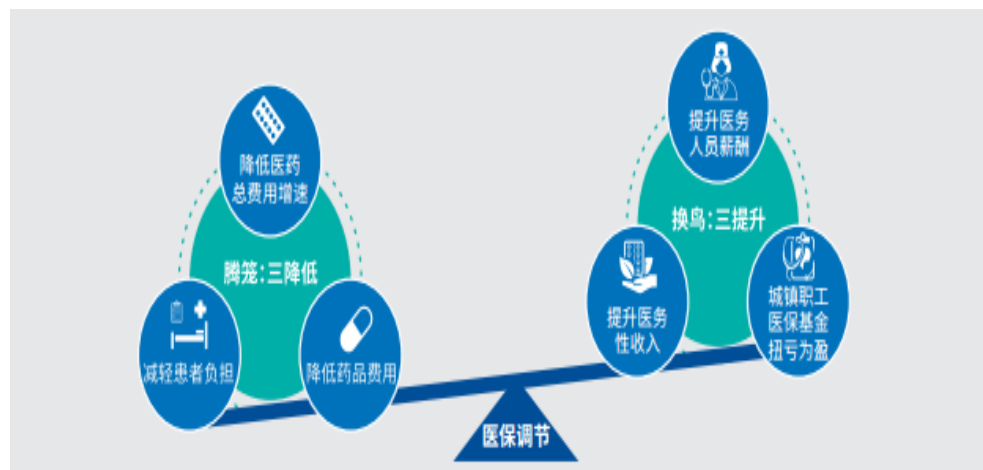 降低医药
总费用增速
腾笼：三降低
减轻患者负担
降低药品费用
提升医务
人员薪酬
换鸟：三提升
提升医务
性收入
城镇职工
医保基金
扭亏为盈
医保调节